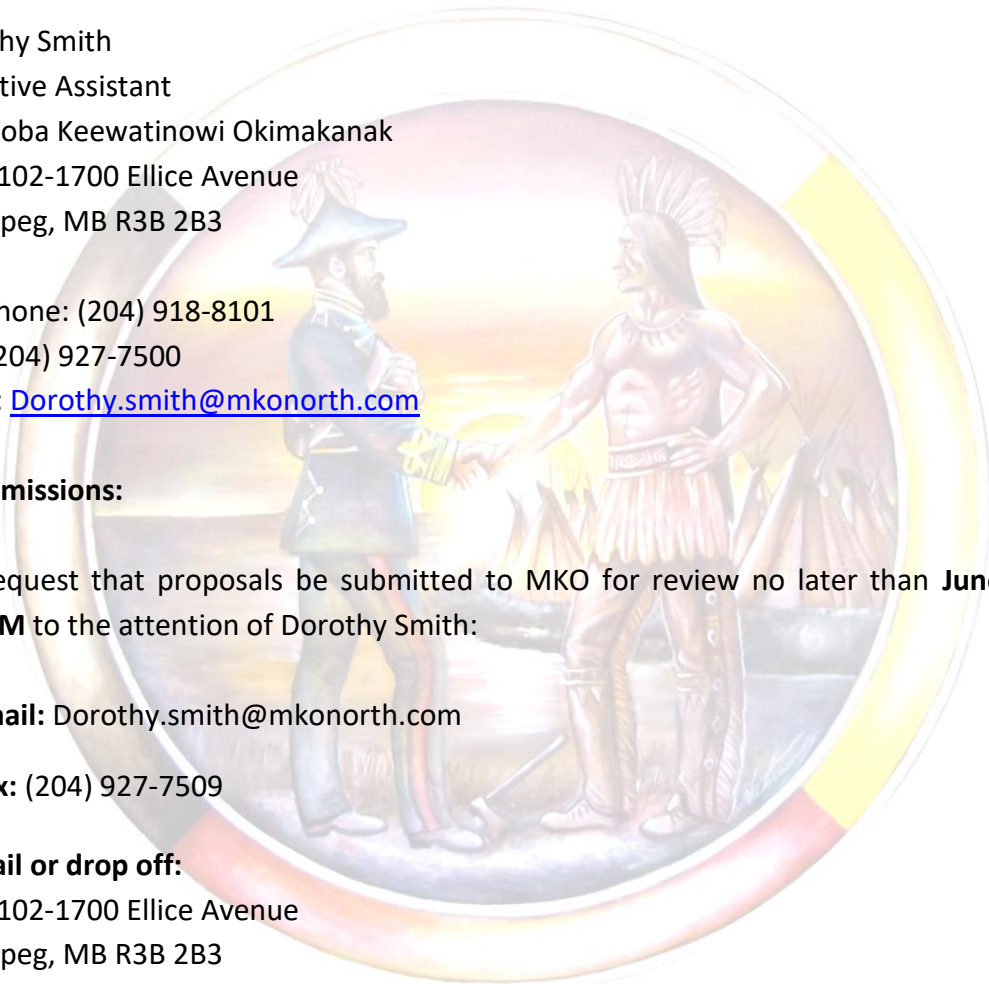 hy Smith
tive Assistant
oba Keewatinowi Okimakanak
102-1700 Ellice Avenue
peg, MB R3B 2B3
hone: (204) 918-8101
204) 927-7500
: Dorothy.smith@mkonorth.com
missions:
equest that proposals be submitted to MKO for review no later than June
M to the attention of Dorothy Smith:
ail: Dorothy.smith@mkonorth.com
x: (204) 927-7509
ail or drop off:
102-1700 Ellice Avenue
peg, MB R3B 2B3